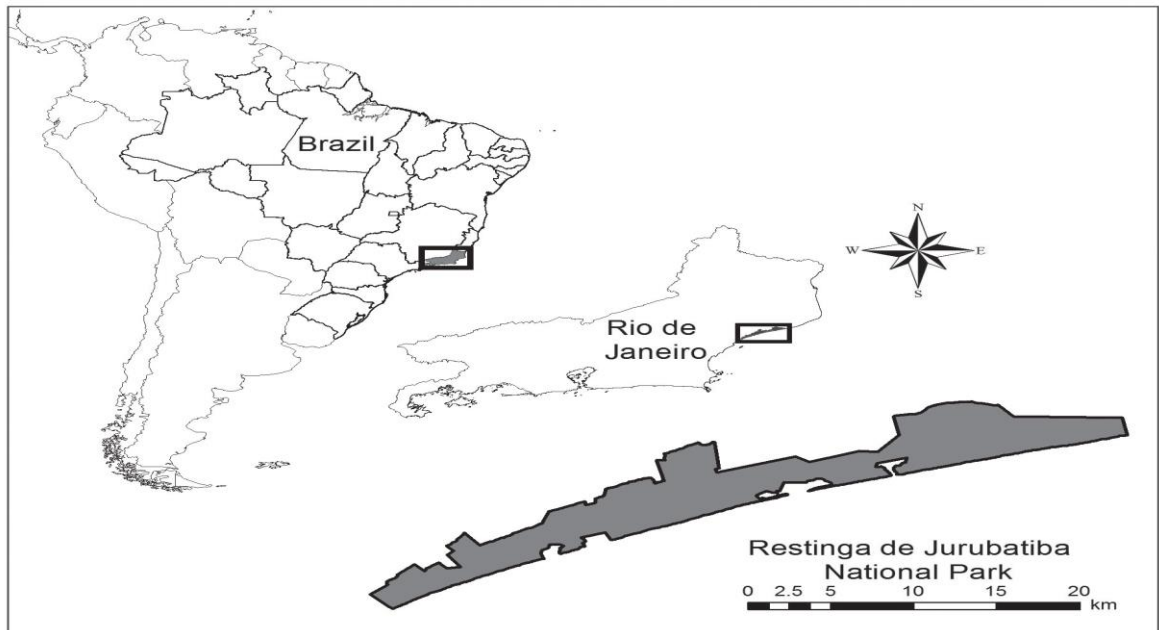 Brazil
N
W E
S
Rio de
Janeiro
Restinga de Jurubatiba
National Park
0 2.5 5 10 15 20
km